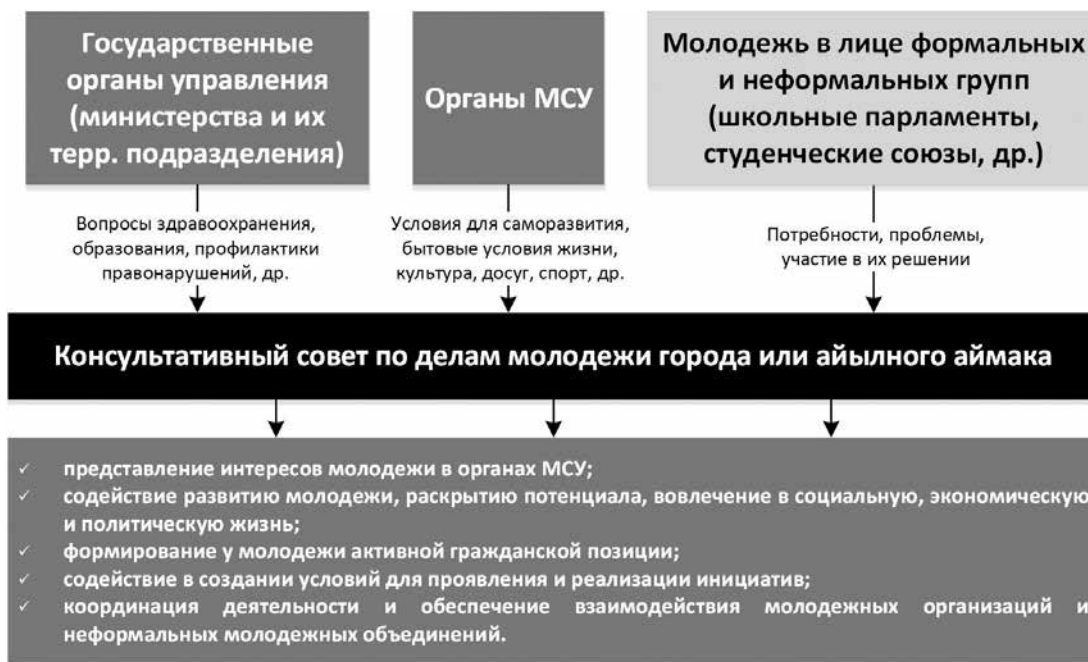 Государственные
органы управления
(министерства и их
терр. подразделения)
Органы МСУ
Молодежь в лице формальных
и неформальных групп
(школьные парламенты,
студенческие союзы, др.)
Вопросы здравоохранения,
образования, профилактики
правонарушений, др.
Условия для саморазвития,
бытовые условия жизни,
культура, досуг, спорт, др.
Потребности, проблемы,
участие в их решении
Консультативный совет по делам молодежи города или айылного аймака
✓ представление интересов молодежи в органах МСУ;
✓ содействие развитию молодежи, раскрытию потенциала, вовлечение в социальную, экономическую
и политическую жизнь;
✓ формирование у молодежи активной гражданской позиции;
✓ содействие в создании условий для проявления и реализации инициатив;
✓ координация деятельности и обеспечение взаимодействия молодежных организаций и
неформальных молодежных объединений.